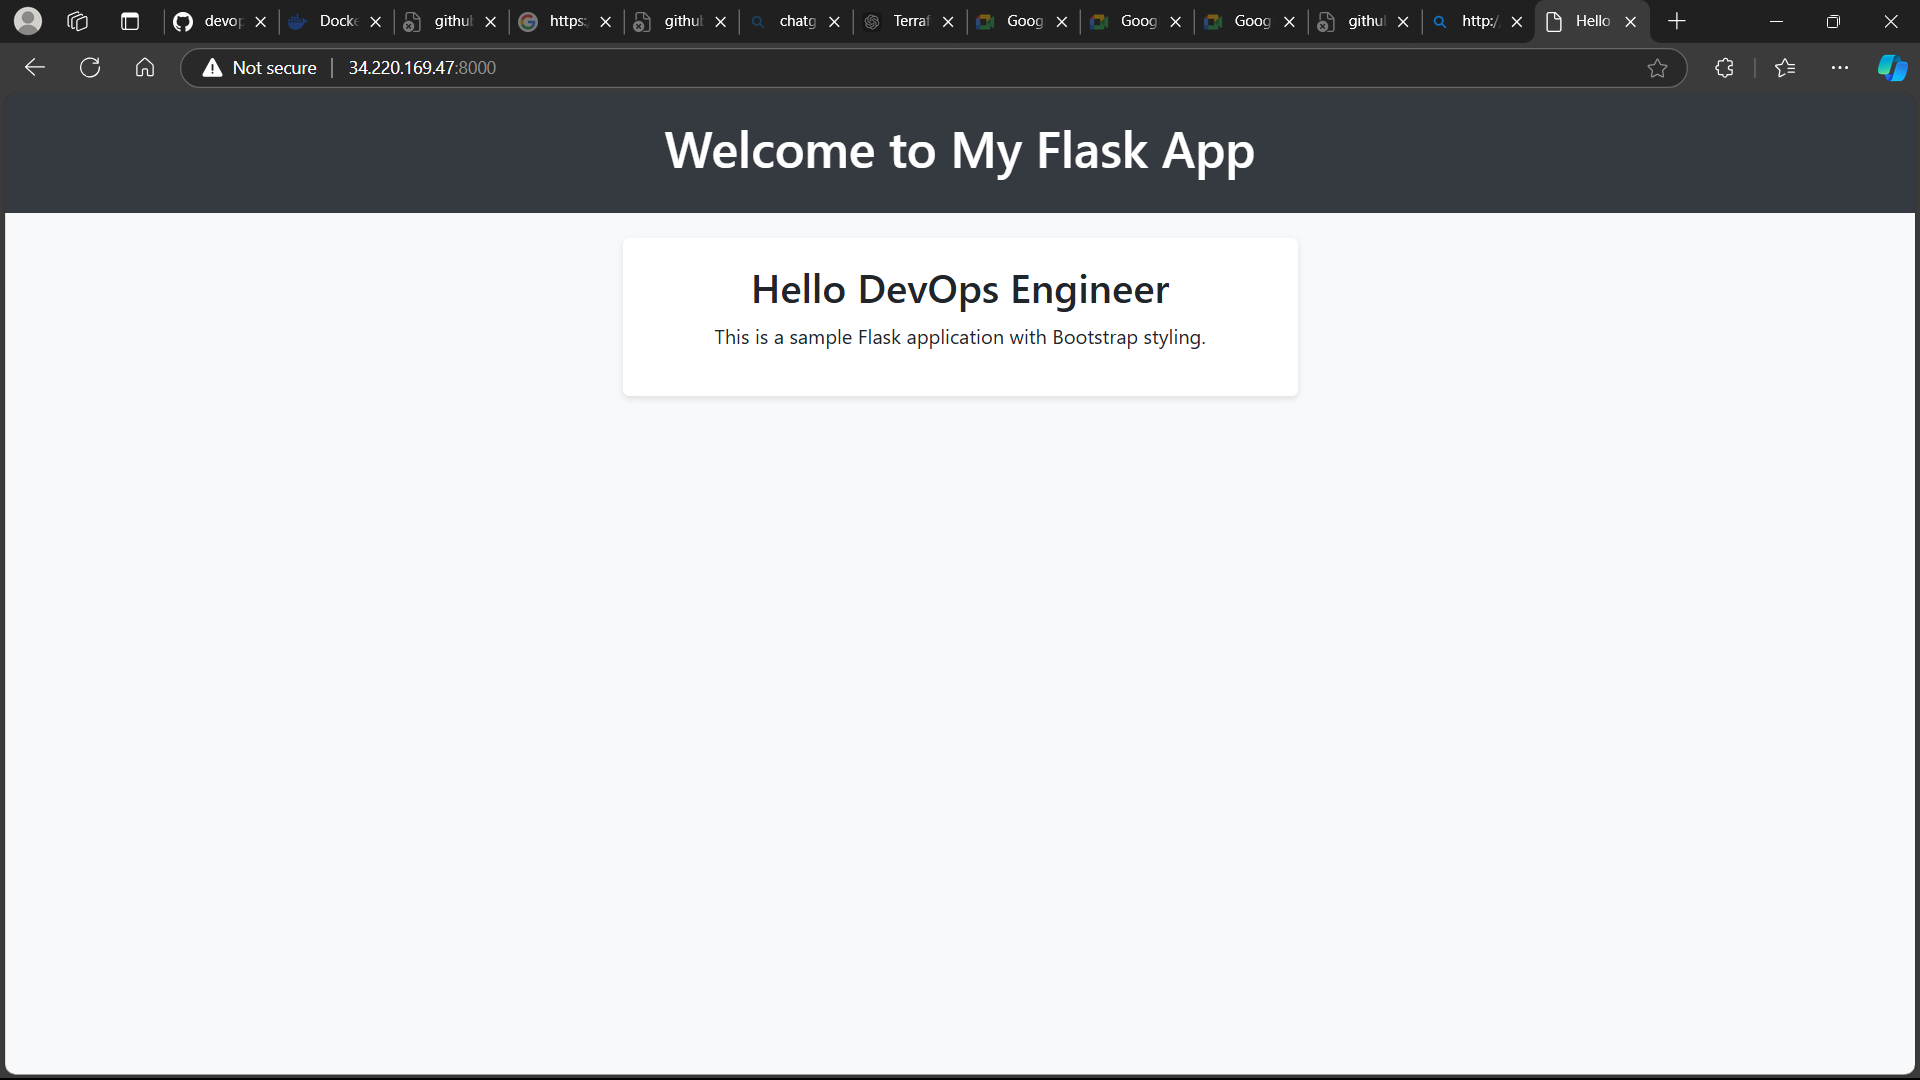 devop
Docke
githul
https:/
githul
chatg
Terraf
Goog
Goog
Goog
githul
http:/
Hello
Not secure
34.220.169.47:8000
Welcome to My Flask App
Hello DevOps Engineer
This is a sample Flask application with Bootstrap styling.